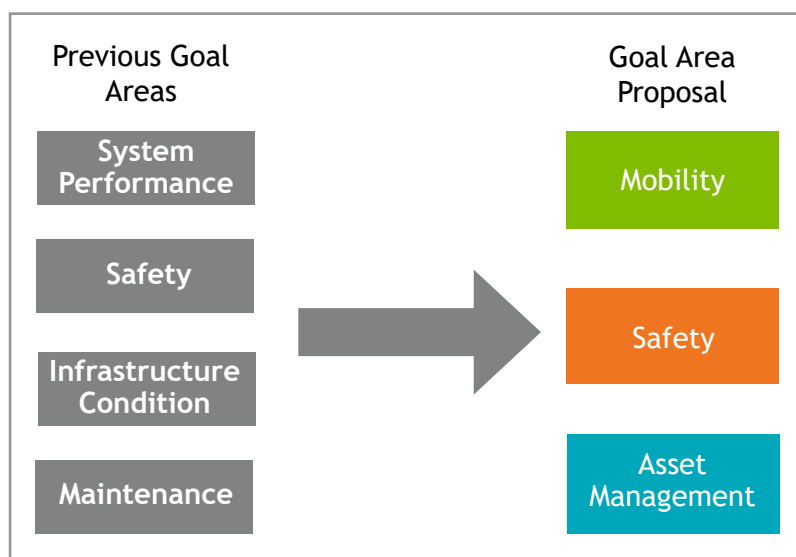 Previous Goal
Areas
System
Performance
Safety
Infrastructure
Condition
Maintenance
Goal Area
Proposal
Mobility
Safety
Asset
Management